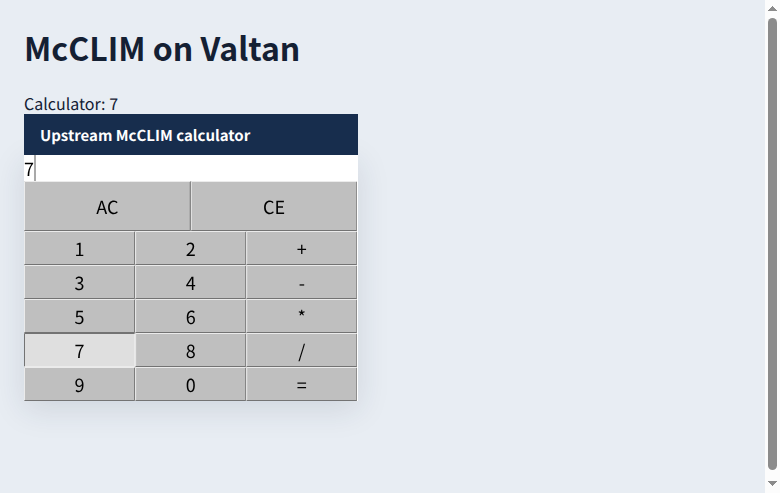 McCLIM on Valtan
Calculator: 7
Upstream McCLIM calculator
7
AC CE
1 2 +
3 4 -
5 6 *
7 8 /
9 0 =